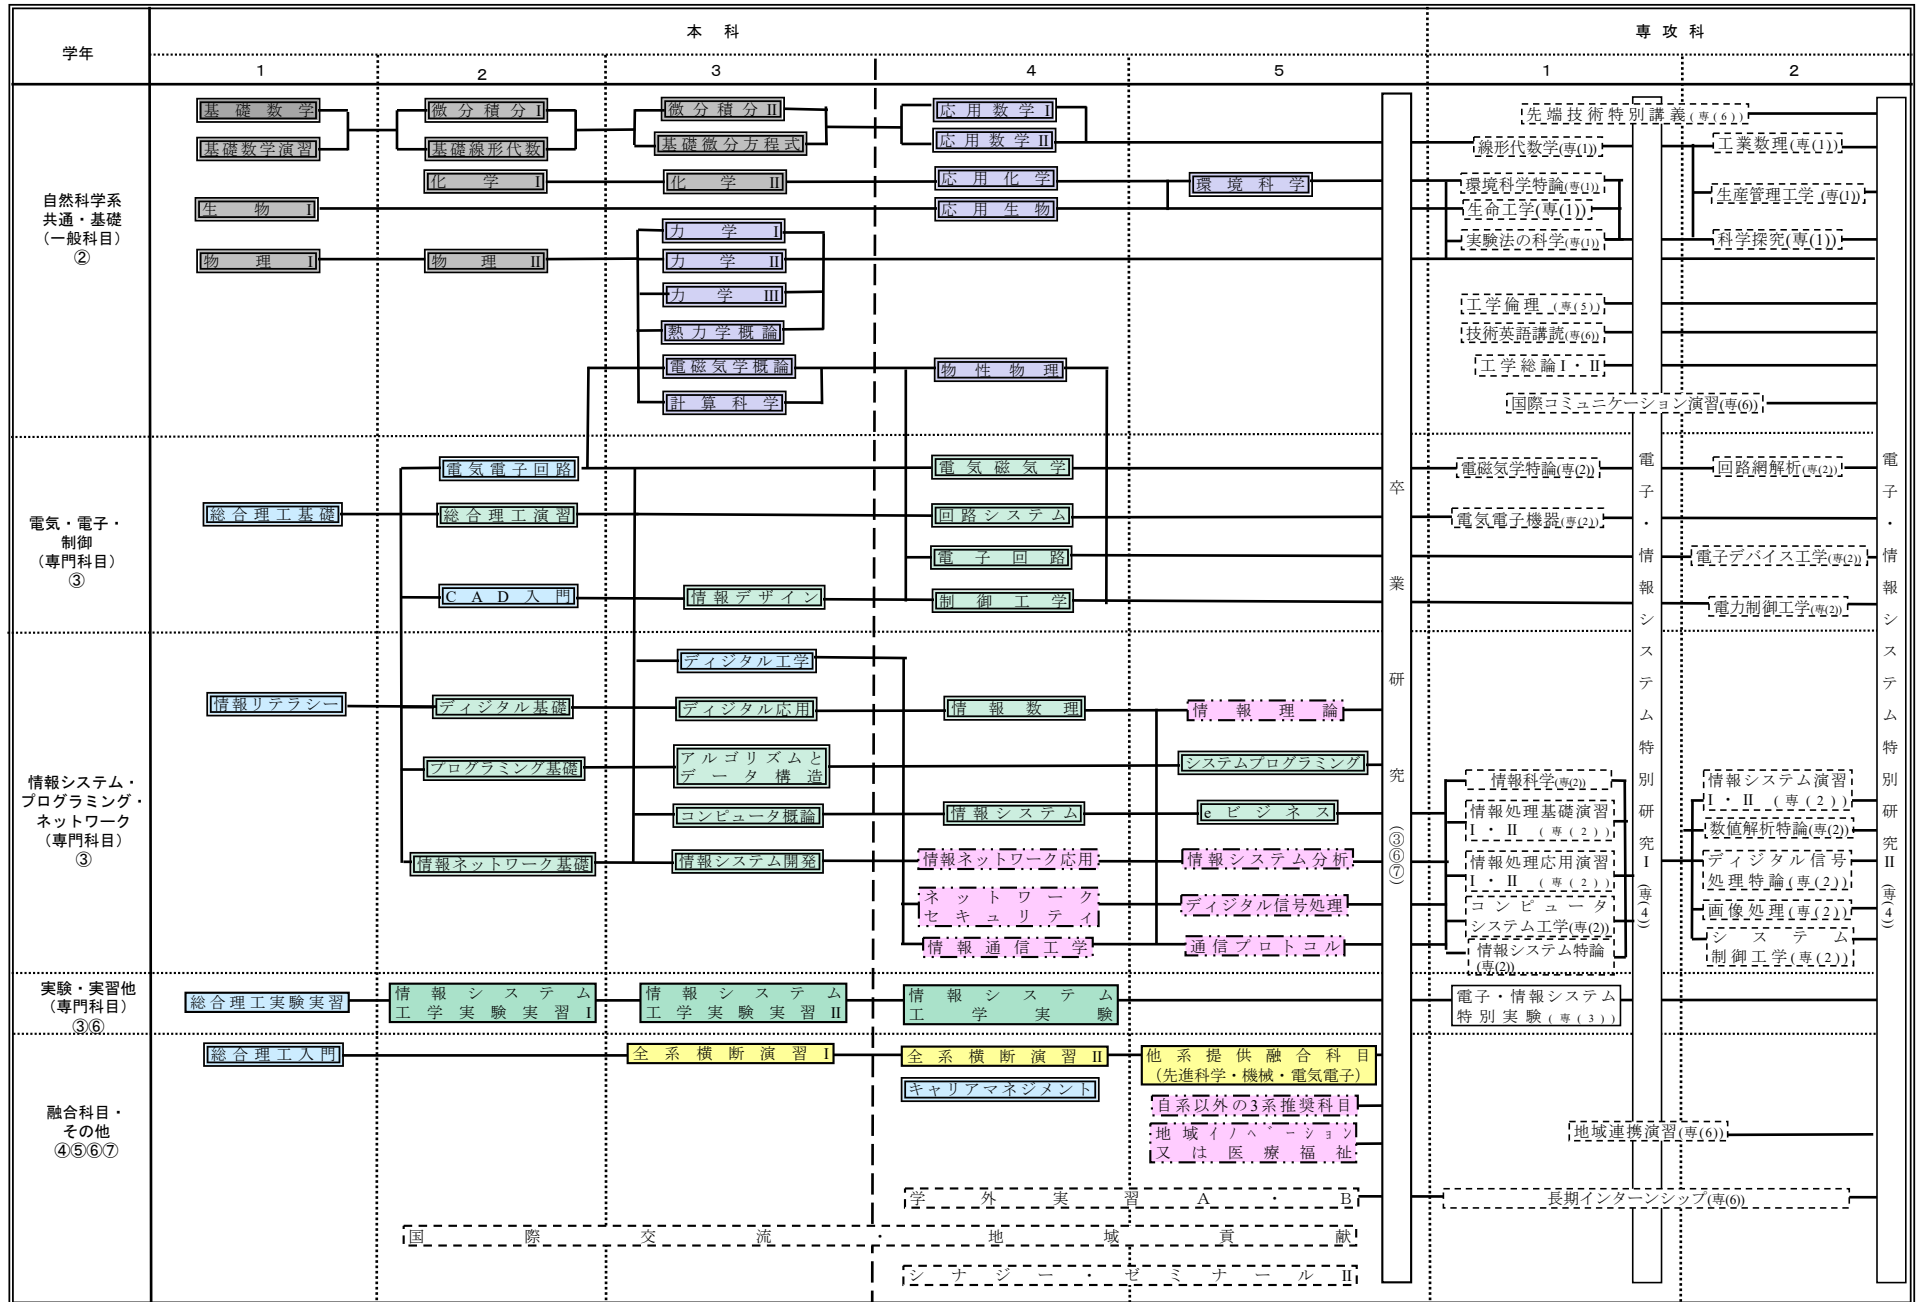 学年
本 科
専 攻 科
1
2
3
4
5
1
2
自然科学系
共通・基礎
(一般科目)
②
基礎数学
微分積分 I
微分積分 II
応用数学 I
先端技術特別講義(専(6))
基礎数学演習
基礎線形代数
基礎微分方程式
応用数学 II
線形代数学(専(1))
工業数理(専(1))
化学 I
化学 II
応用化学
環境科学
環境科学特論(専(1))
生産管理工学(専(1))
生物 I
応用生物
生命工学(専(1))
力学 I
実験法の科学(専(1))
科学探究(専(1))
物理 I
物理 II
力学 II
力学 III
工学倫理(専(5))
熱力学概論
技術英語講読(専(6))
電磁気学概論
物性物理
工学総論 I・II
計算科学
国際コミュニケーション演習(専(6))
電気・電子・
制御
(専門科目)
③
電気電子回路
電気磁気学
電磁気学特論(専(2))
回路網解析(専(2))
総合理工基礎
総合理工演習
回路システム
電気電子機器(専(2))
電子回路
電子デバイス工学(専(2))
CAD入門
情報デザイン
制御工学
電力制御工学(専(2))
情報システム・
プログラミング・
ネットワーク
(専門科目)
③
ディジタル工学
情報リテラシー
ディジタル基礎
ディジタル応用
情報数理
情報理論
プログラミング基礎
アルゴリズムと
データ構造
システムプログラミング
情報科学(専(2))
情報システム演習
I・II(専(2))
コンピュータ概論
情報システム
eビジネス
情報処理基礎演習
I・II(専(2))
数値解析特論(専(2))
情報ネットワーク基礎
情報システム開発
情報ネットワーク応用
情報システム分析
情報処理応用演習
I・II(専(2))
ディジタル信号
処理特論(専(2))
ネットワーク
セキュリティ
ディジタル信号処理
コンピュータ
システム工学(専(2))
画像処理(専(2))
情報通信工学
通信プロトコル
情報システム特論
(専(2))
システム
制御工学(専(2))
卒業研究(③⑥⑦)
電子・情報システム特別研究 I(専(4))
電子・情報システム特別研究 II(専(4))
実験・実習他
(専門科目)
③⑥
総合理工実験実習
情報システム
工学実験実習 I
情報システム
工学実験実習 II
情報システム
工学実験
電子・情報システム
特別実験(専(3))
融合科目・
その他
④⑤⑥⑦
総合理工入門
全系横断演習 I
全系横断演習 II
他系提供融合科目
(先進科学・機械・電気電子)
キャリアマネジメント
自系以外の3系推奨科目
地域イノベーション
又は医療福祉
地域連携演習(専(6))
学外実習A・B
長期インターンシップ(専(6))
国際交流・地域貢献
シナジー・ゼミナールII